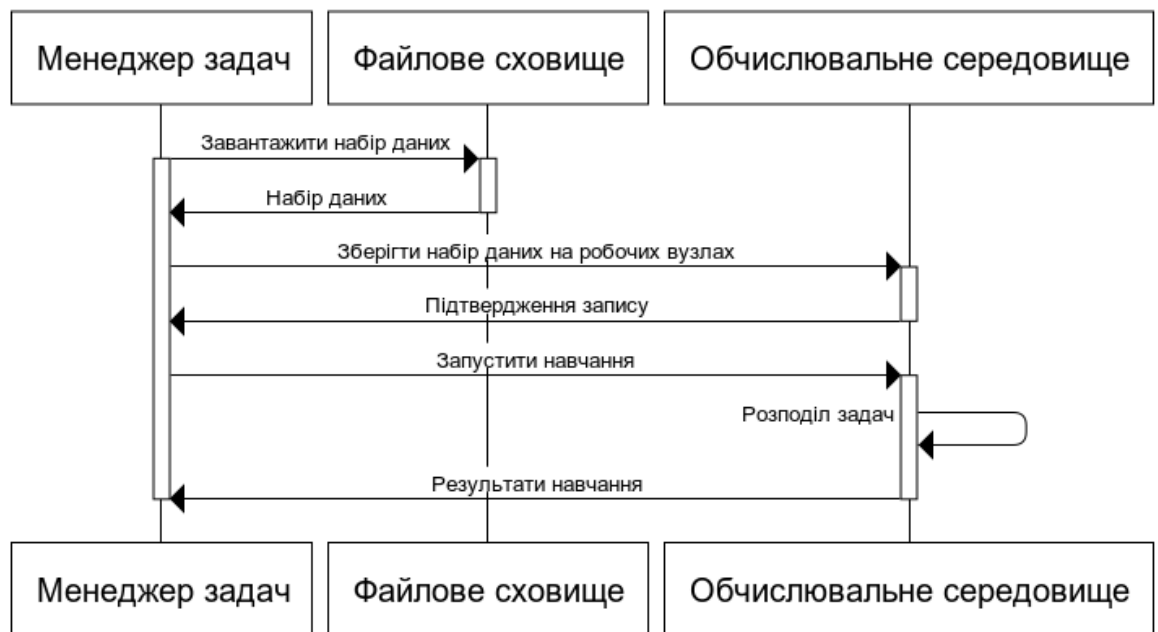 Менеджер задач
Файлове сховище
Обчислювальне середовище
Завантажити набір даних
Набір даних
Зберігти набір даних на робочих вузлах
Підтвердження запису
Запустити навчання
Розподіл задач
Результати навчання
Менеджер задач
Файлове сховище
Обчислювальне середовище